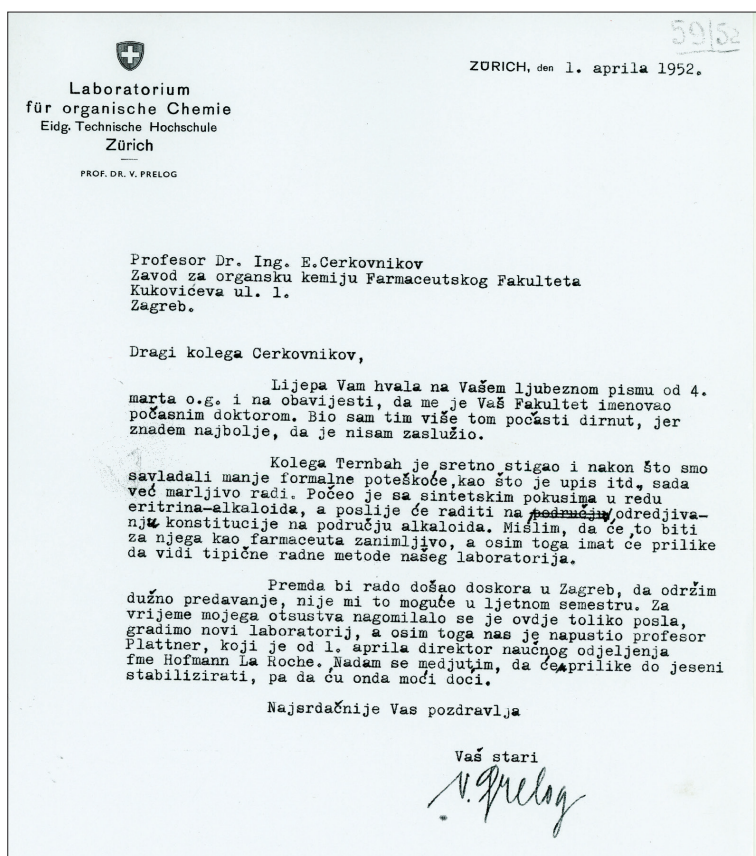 59/52
ZÜRICH, den 1. aprila 1952.
Laboratorium
für organische Chemie
Eidg. Technische Hochschule
Zürich
PROF. DR. V. PRELOG
Profesor Dr. Ing. E.Cerkovnikov
Zavod za organsku kemiju Farmaceutskog Fakulteta
Kukovićeva ul. 1.
Zagreb.
Dragi kolega Cerkovnikov,
Lijepa Vam hvala na Vašem ljubeznom pismu od 4.
marta o.g. i na obavijesti, da me je Vaš Fakultet imenovao
počasnim doktorom. Bio sam tim više tom počasti dirnut, jer
znadem najbolje, da je nisam zaslužio.
Kolega Ternbah je sretno stigao i nakon što smo
savladali manje formalne poteškoće,kao što je upis itd., sada
već marljivo radi. Počeo je sa sintetskim pokusima u redu
eritrina-alkaloida, a poslije će raditi na području odredjiva-
nju konstitucije na području alkaloida. Mislim, da će to biti
za njega kao farmaceuta zanimljivo, a osim toga imat će prilike
da vidi tipične radne metode našeg laboratorija.
Premda bi rado došao doskora u Zagreb, da održim
dužno predavanje, nije mi to moguće u ljetnom semestru. Za
vrijeme mojega otsustva nagomilalo se je ovdje toliko posla,
gradimo novi laboratorij, a osim toga nas je napustio profesor
Plattner, koji je od 1. aprila direktor naučnog odjeljenja
fme Hofmann La Roche. Nadam se medjutim, da će prilike do jeseni
stabilizirati, pa da ću onda moći doći.
Najsrdačnije Vas pozdravlja
Vaš stari
V. Prelog